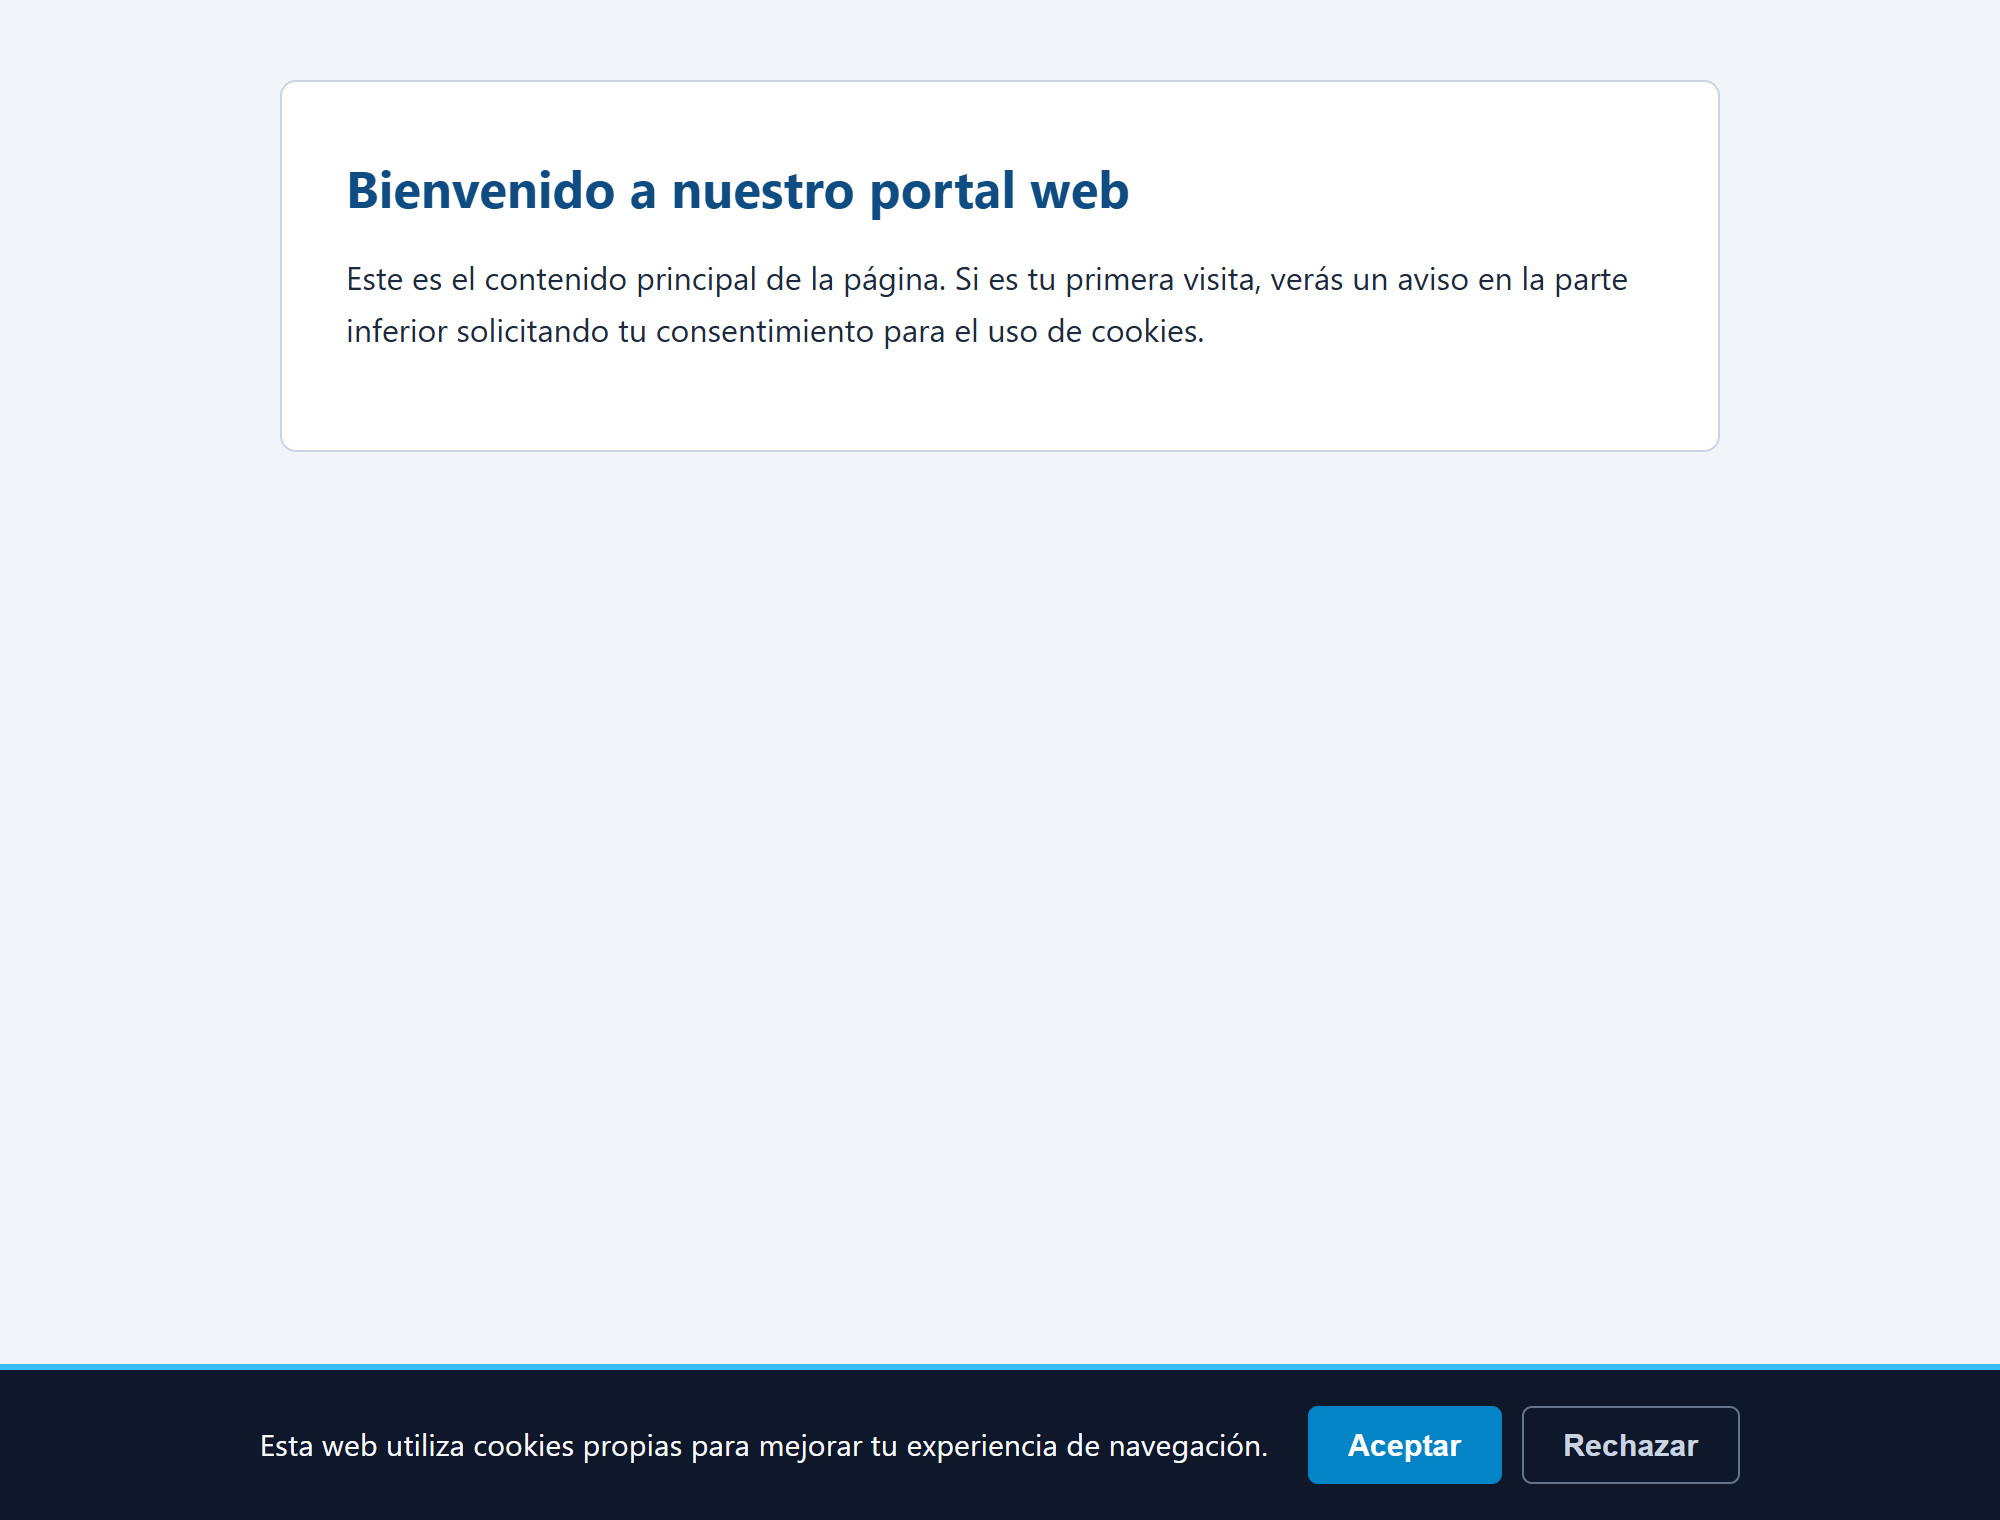 Bienvenido a nuestro portal web
Este es el contenido principal de la página. Si es tu primera visita, verás un aviso en la parte
inferior solicitando tu consentimiento para el uso de cookies.
Esta web utiliza cookies propias para mejorar tu experiencia de navegación.
Aceptar
Rechazar